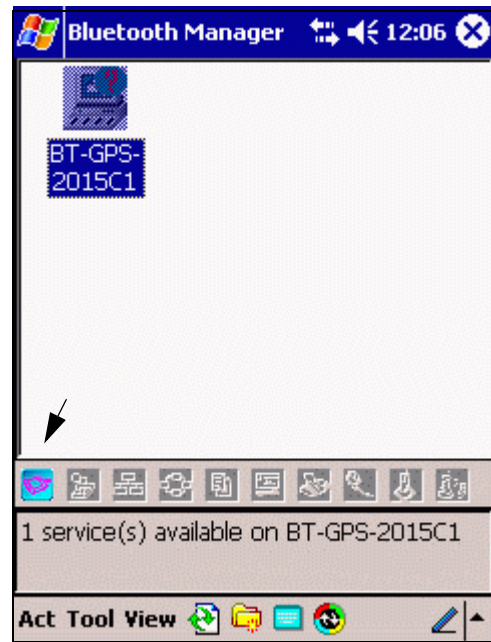 Bluetooth Manager 12:06
BT-GPS-
2015C1
1 service(s) available on BT-GPS-2015C1
Act Tool View